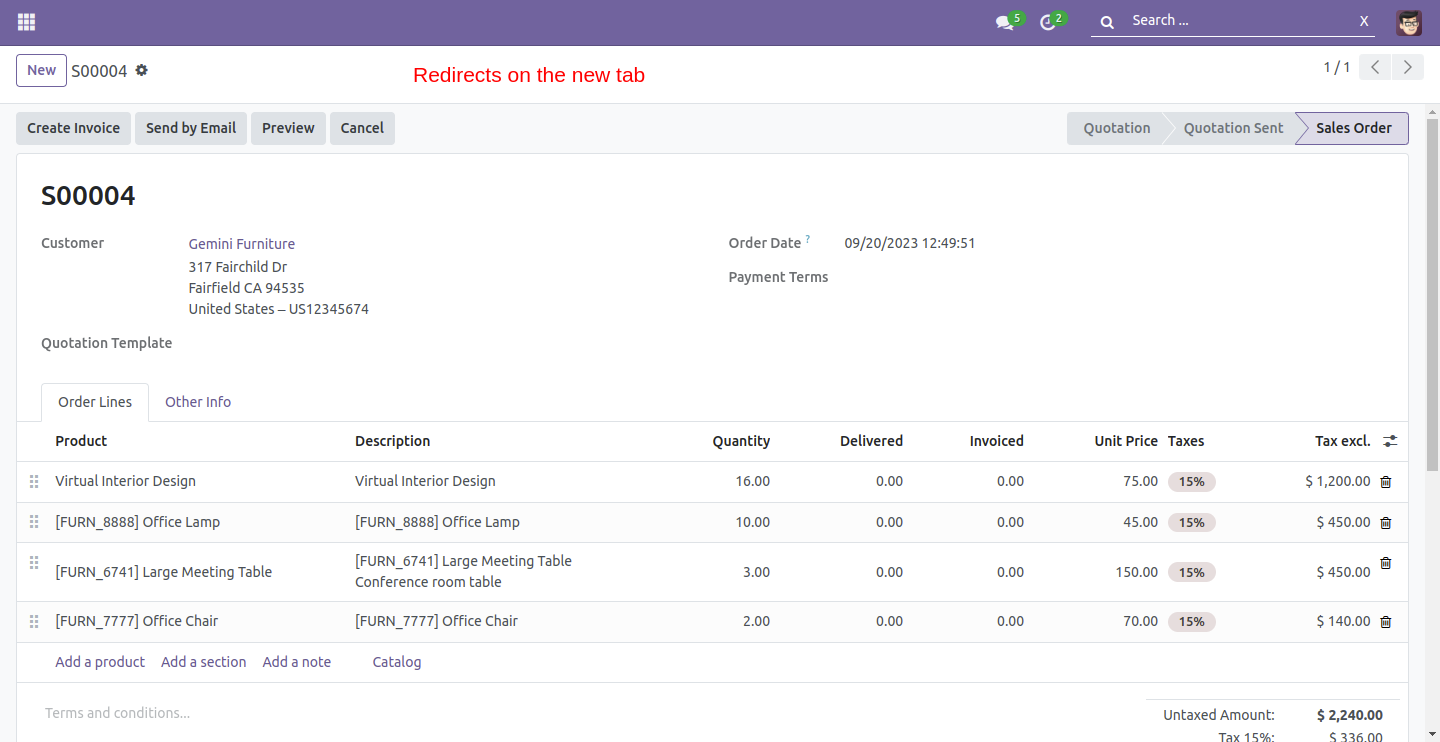 5 2 Search ... X
New S00004 Redirects on the new tab 1 / 1
Create Invoice Send by Email Preview Cancel Quotation Quotation Sent Sales Order
S00004
Customer Gemini Furniture Order Date ? 09/20/2023 12:49:51
317 Fairchild Dr Payment Terms
Fairfield CA 94535
United States – US12345674
Quotation Template
Order Lines Other Info
Product Description Quantity Delivered Invoiced Unit Price Taxes Tax excl.
Virtual Interior Design Virtual Interior Design 16.00 0.00 0.00 75.00 15% $ 1,200.00
[FURN_8888] Office Lamp [FURN_8888] Office Lamp 10.00 0.00 0.00 45.00 15% $ 450.00
[FURN_6741] Large Meeting Table [FURN_6741] Large Meeting Table 3.00 0.00 0.00 150.00 15% $ 450.00
Conference room table
[FURN_7777] Office Chair [FURN_7777] Office Chair 2.00 0.00 0.00 70.00 15% $ 140.00
Add a product Add a section Add a note Catalog
Terms and conditions... Untaxed Amount: $ 2,240.00
Tax 15%: $ 336.00